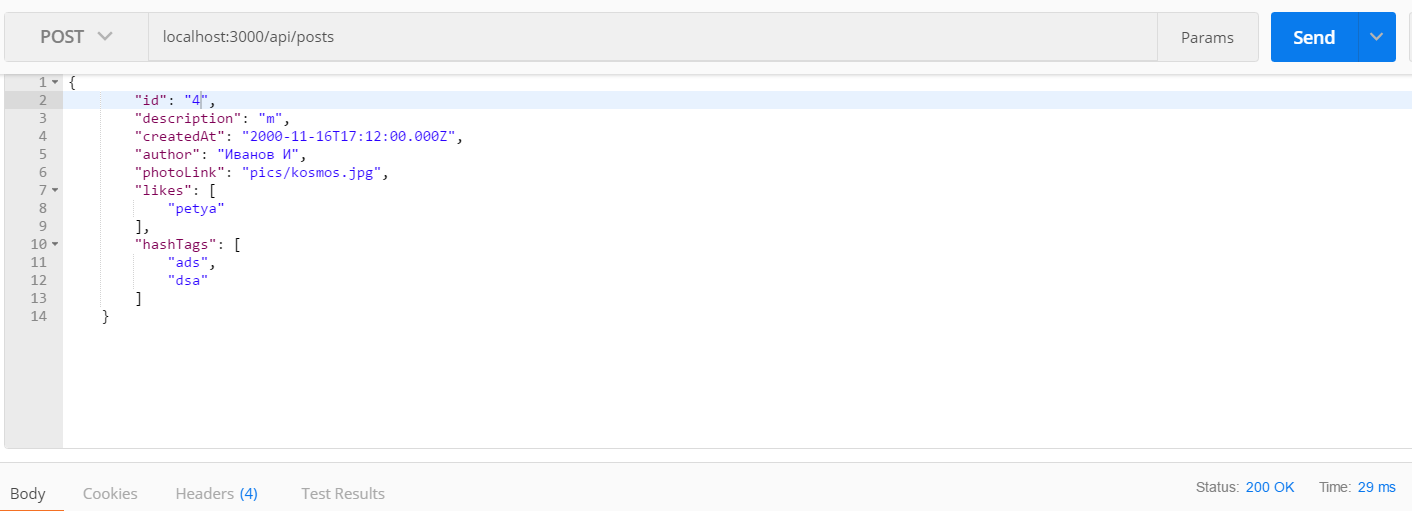 POST localhost:3000/api/posts Params Send
1 {
2 "id": "4",
3 "description": "m",
4 "createdAt": "2000-11-16T17:12:00.000Z",
5 "author": "Иванов И",
6 "photoLink": "pics/kosmos.jpg",
7 "likes": [
8 "petya"
9 ],
10 "hashTags": [
11 "ads",
12 "dsa"
13 ]
14 }
Body Cookies Headers (4) Test Results Status: 200 OK Time: 29 ms